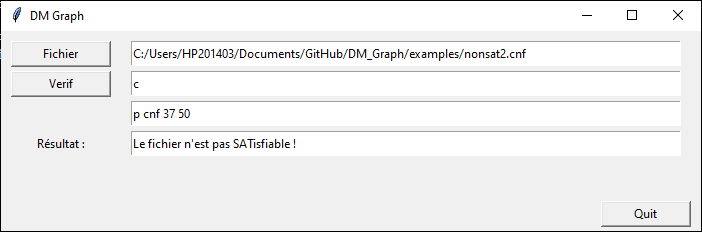 DM Graph
Fichier C:/Users/HP201403/Documents/GitHub/DM_Graph/examples/nonsat2.cnf
Verif c
p cnf 37 50
Résultat : Le fichier n'est pas SATisfiable !
Quit